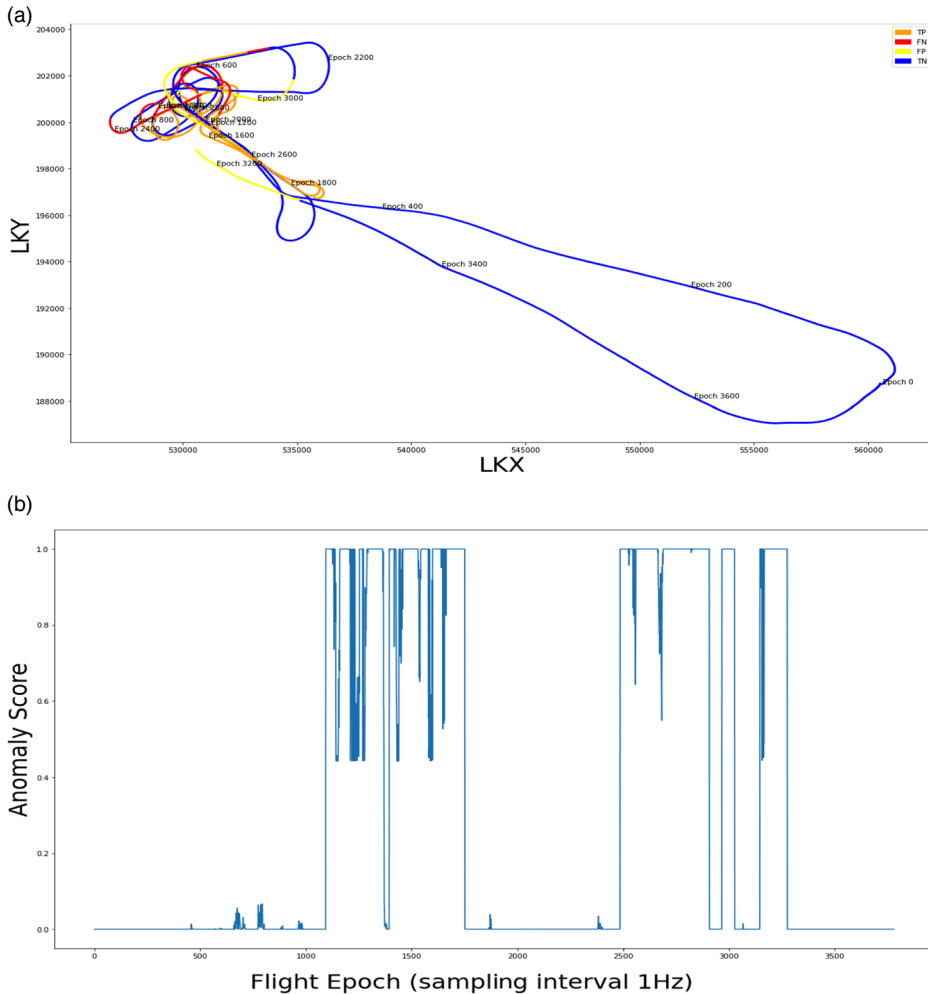 (a)
204000
202000
200000
198000
196000
194000
192000
190000
188000
LKY
TP
FN
FP
TN
Epoch 2200
Epoch 600
Epoch 3000
Epoch 800
Epoch 2000
Epoch 1200
Epoch 2400
Epoch 1600
Epoch 2600
Epoch 3200
Epoch 1800
Epoch 400
Epoch 3400
Epoch 200
Epoch 0
Epoch 3600
530000 535000 540000 545000 550000 555000 560000
LKX
(b)
1.0
0.8
0.6
0.4
0.2
0.0
Anomaly Score
0 500 1000 1500 2000 2500 3000 3500
Flight Epoch (sampling interval 1Hz)